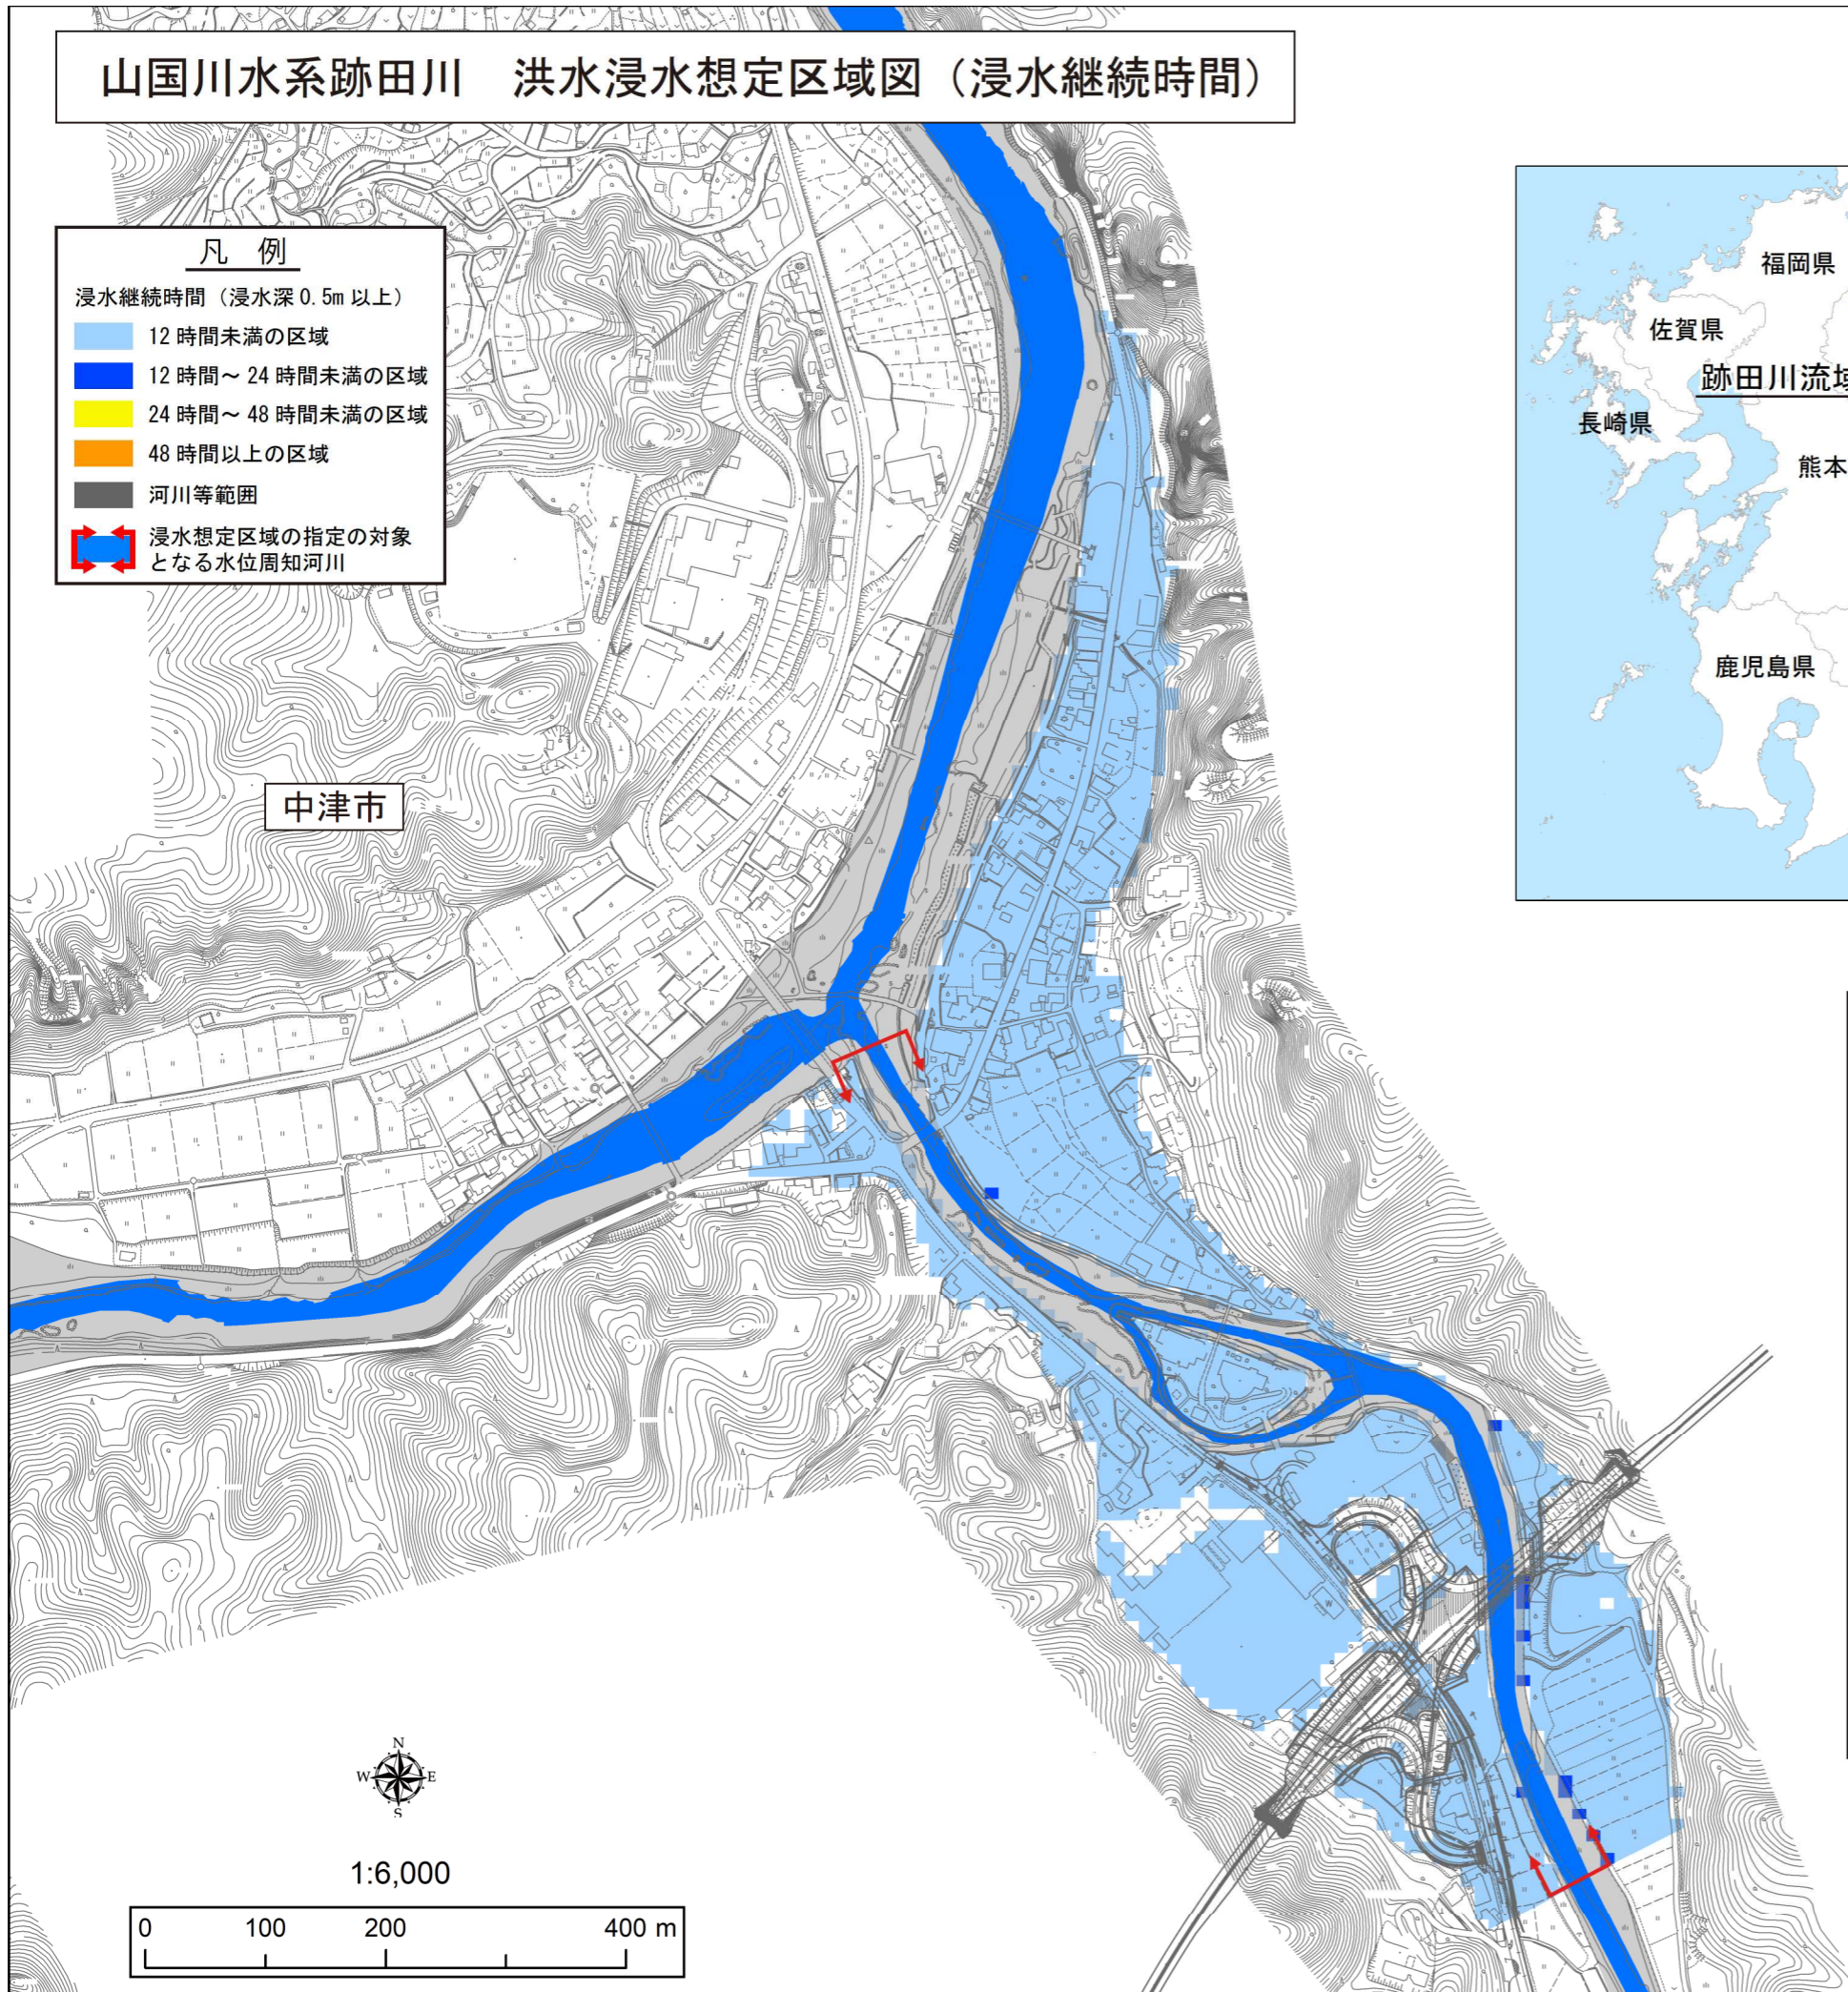 山国川水系跡田川　洪水浸水想定区域図（浸水継続時間）
凡 例
浸水継続時間（浸水深 0.5m 以上）
12 時間未満の区域
12 時間～ 24 時間未満の区域
24 時間～ 48 時間未満の区域
48 時間以上の区域
河川等範囲
浸水想定区域の指定の対象
となる水位周知河川
福岡県
佐賀県
跡田川流域
長崎県
熊本
鹿児島県
中津市
N
W E
S
1:6,000
0 100 200 400 m